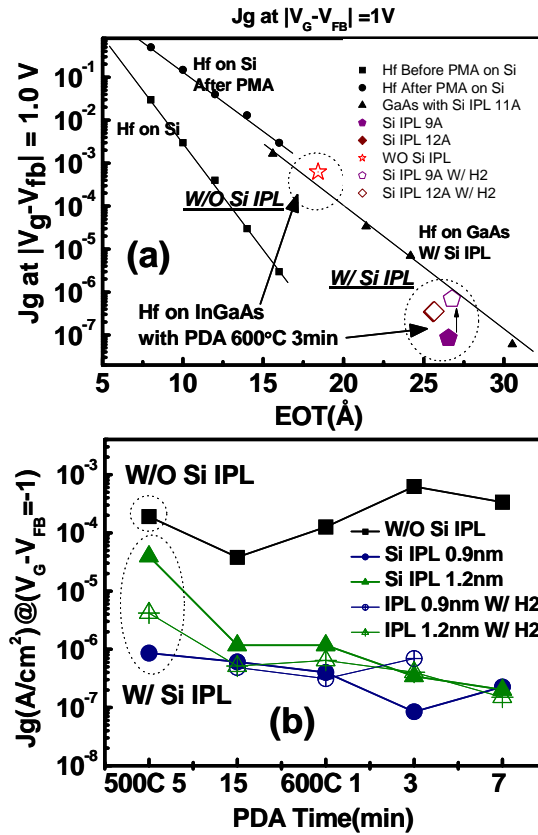 Jg at |V_G-V_FB| =1V
Jg at |Vg-Vfb| = 1.0 V
10^-1
10^-2
10^-3
10^-4
10^-5
10^-6
10^-7
Hf on Si
After PMA
Hf on Si
Hf Before PMA on Si
Hf After PMA on Si
GaAs with Si IPL 11A
Si IPL 9A
Si IPL 12A
WO Si IPL
Si IPL 9A W/ H2
Si IPL 12A W/ H2
W/O Si IPL
Hf on GaAs
W/ Si IPL
(a)
W/ Si IPL
Hf on InGaAs
with PDA 600°C 3min
5 10 15 20 25 30
EOT(Å)
Jg(A/cm²)@(V_G-V_FB=-1)
10^-3
10^-4
10^-5
10^-6
10^-7
10^-8
W/O Si IPL
W/O Si IPL
Si IPL 0.9nm
Si IPL 1.2nm
IPL 0.9nm W/ H2
IPL 1.2nm W/ H2
W/ Si IPL
(b)
500C 5 15 600C 1 3 7
PDA Time(min)